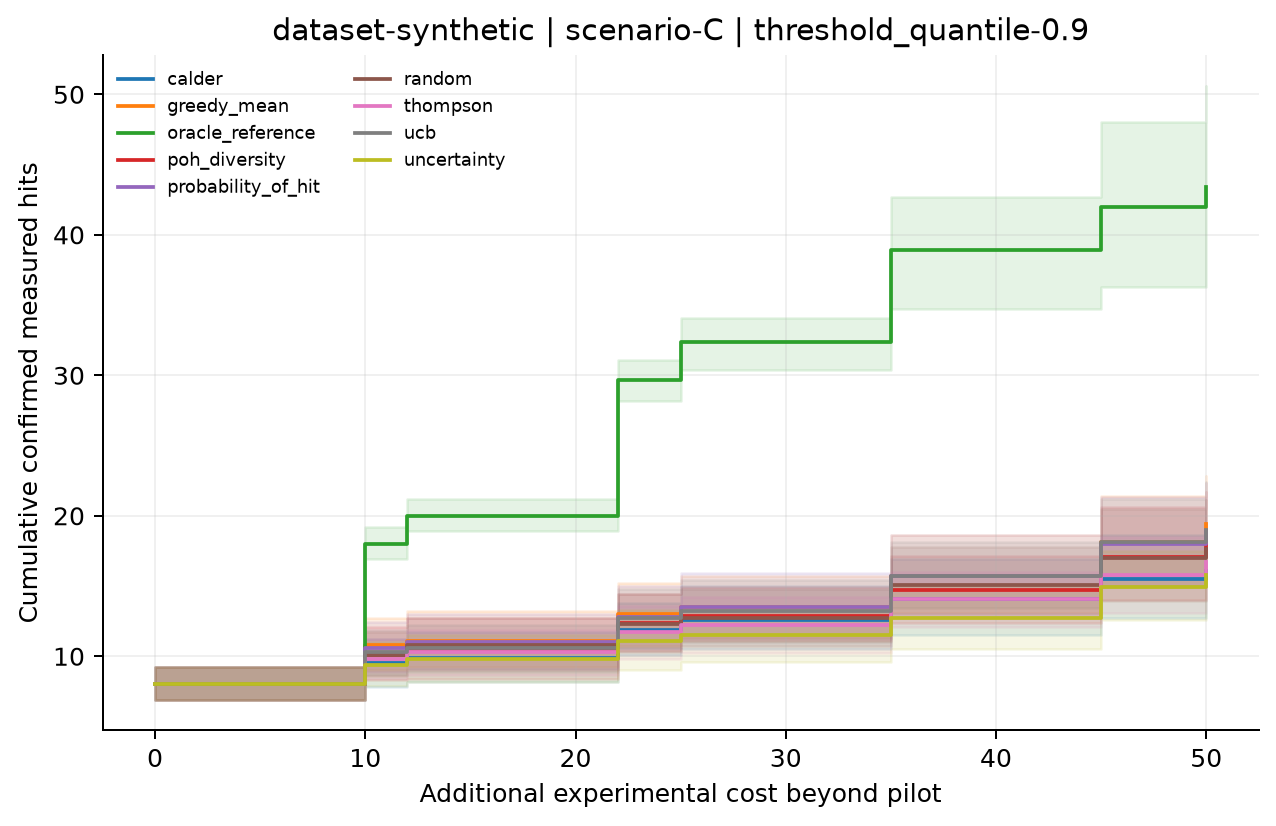 dataset-synthetic | scenario-C | threshold_quantile-0.9
calder
greedy_mean
oracle_reference
poh_diversity
probability_of_hit
random
thompson
ucb
uncertainty
Cumulative confirmed measured hits
50
40
30
20
10
0 10 20 30 40 50
Additional experimental cost beyond pilot